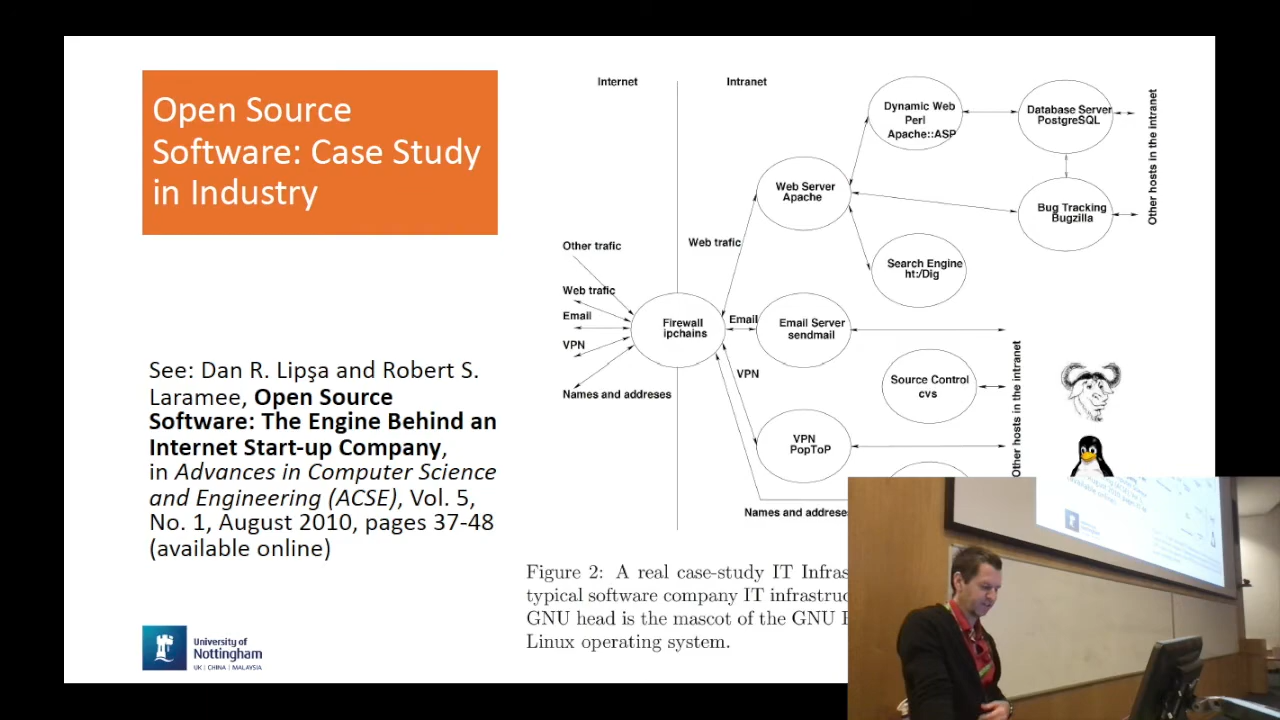 Open Source
Software: Case Study
in Industry
See: Dan R. Lipşa and Robert S.
Laramee, Open Source
Software: The Engine Behind an
Internet Start-up Company,
in Advances in Computer Science
and Engineering (ACSE), Vol. 5,
No. 1, August 2010, pages 37-48
(available online)
University of
Nottingham
UK | CHINA | MALAYSIA
Internet
Intranet
Dynamic Web
Perl
Apache::ASP
Database Server
PostgreSQL
Other hosts in the intranet
Web Server
Apache
Bug Tracking
Bugzilla
Other trafic
Web trafic
Search Engine
ht:/Dig
Web trafic
Email
VPN
Names and addreses
Firewall
ipchains
Email
Email Server
sendmail
VPN
Source Control
cvs
Other hosts in the intranet
VPN
PopToP
Names and addreses
Figure 2: A real case-study IT Infras
typical software company IT infrastruc
GNU head is the mascot of the GNU
Linux operating system.